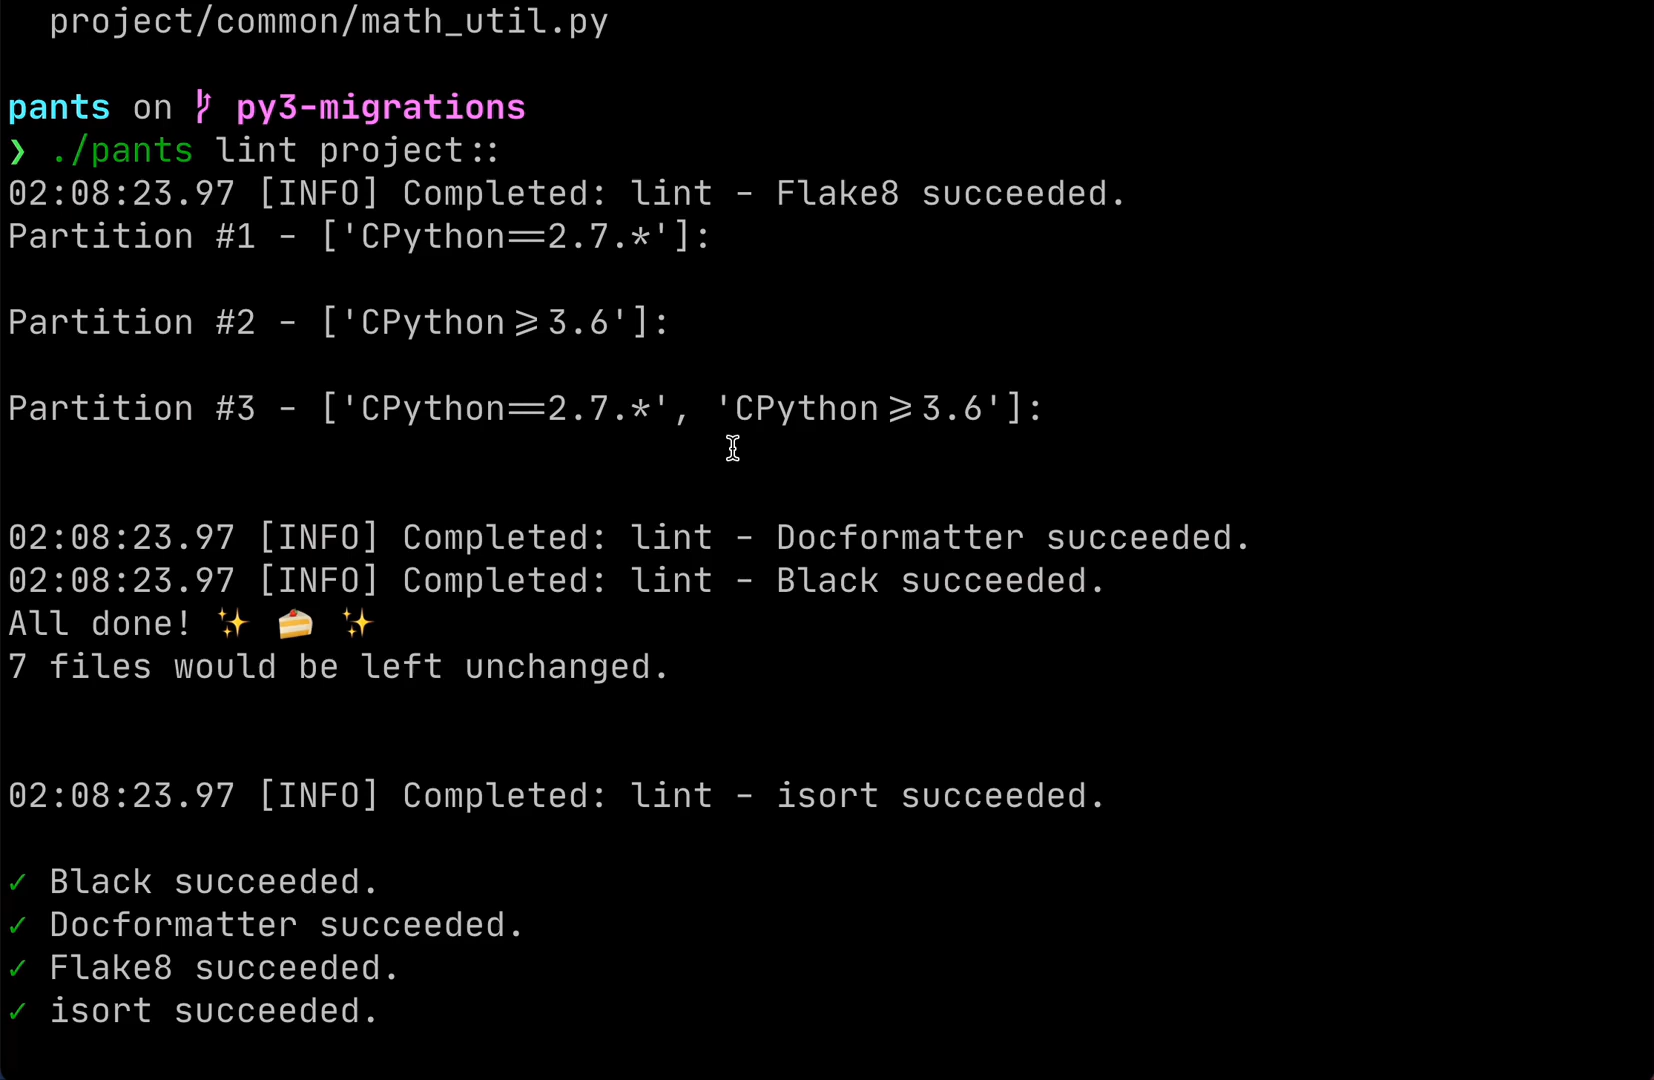 project/common/math_util.py
pants on py3-migrations
❯ ./pants lint project::
02:08:23.97 [INFO] Completed: lint - Flake8 succeeded.
Partition #1 - ['CPython==2.7.*']:
Partition #2 - ['CPython>=3.6']:
Partition #3 - ['CPython==2.7.*', 'CPython>=3.6']:
02:08:23.97 [INFO] Completed: lint - Docformatter succeeded.
02:08:23.97 [INFO] Completed: lint - Black succeeded.
All done! ✨ 🍰 ✨
7 files would be left unchanged.
02:08:23.97 [INFO] Completed: lint - isort succeeded.
✓ Black succeeded.
✓ Docformatter succeeded.
✓ Flake8 succeeded.
✓ isort succeeded.